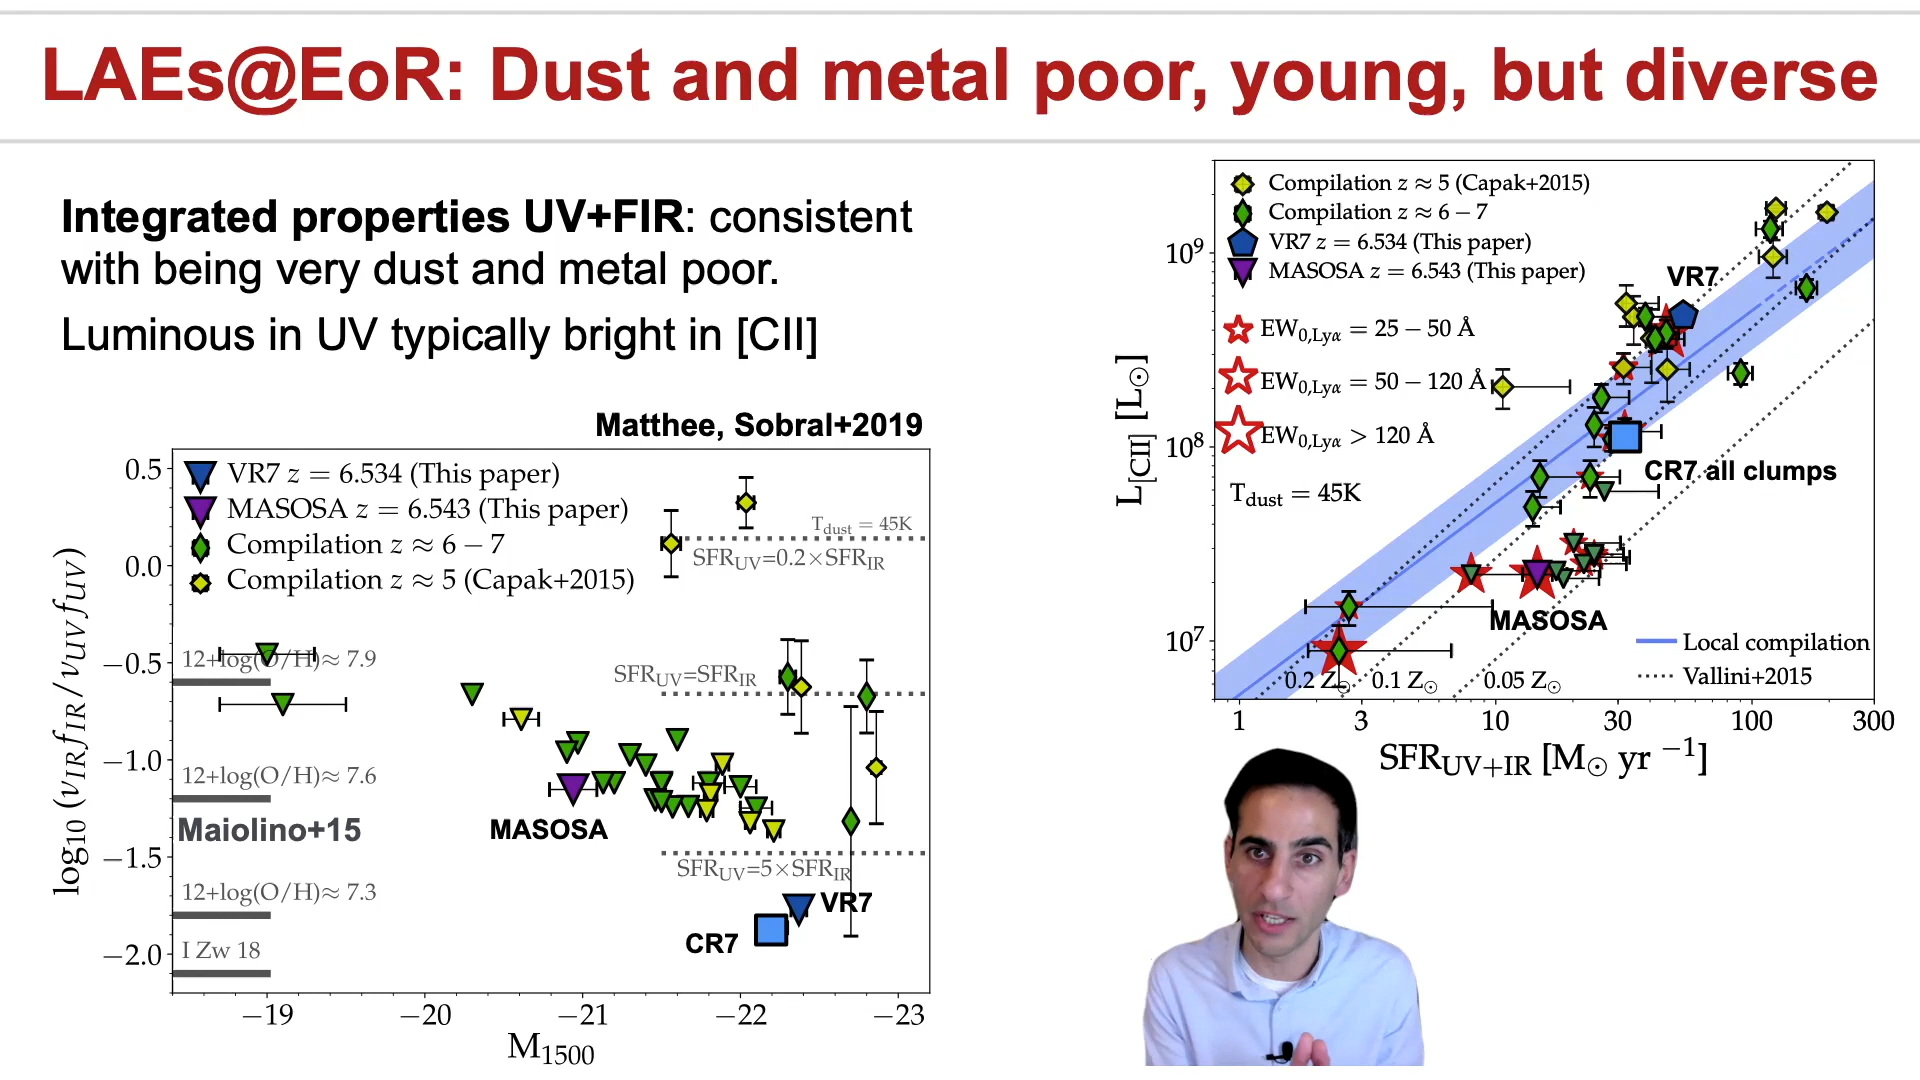 LAEs@EoR: Dust and metal poor, young, but diverse
Integrated properties UV+FIR: consistent
with being very dust and metal poor.
Luminous in UV typically bright in [CII]
Matthee, Sobral+2019
VR7 z = 6.534 (This paper)
MASOSA z = 6.543 (This paper)
Compilation z ≈ 6 − 7
Compilation z ≈ 5 (Capak+2015)
T_dust = 45K
SFR_UV=0.2×SFR_IR
SFR_UV=SFR_IR
SFR_UV=5×SFR_IR
12+log(O/H)≈ 7.9
12+log(O/H)≈ 7.6
Maiolino+15
12+log(O/H)≈ 7.3
I Zw 18
MASOSA
VR7
CR7
0.5
0.0
−0.5
−1.0
−1.5
−2.0
log₁₀ (ν_IR f_IR / ν_UV f_UV)
−19 −20 −21 −22 −23
M₁₅₀₀
Compilation z ≈ 5 (Capak+2015)
Compilation z ≈ 6 − 7
VR7 z = 6.534 (This paper)
MASOSA z = 6.543 (This paper)
EW_0,Lyα = 25 − 50 Å
EW_0,Lyα = 50 − 120 Å
EW_0,Lyα > 120 Å
T_dust = 45K
VR7
CR7 all clumps
MASOSA
Local compilation
Vallini+2015
0.2 Z⊙ 0.1 Z⊙ 0.05 Z⊙
10⁹
10⁸
10⁷
L_[CII] [L⊙]
1 3 10 30 100 300
SFR_UV+IR [M⊙ yr ⁻¹]